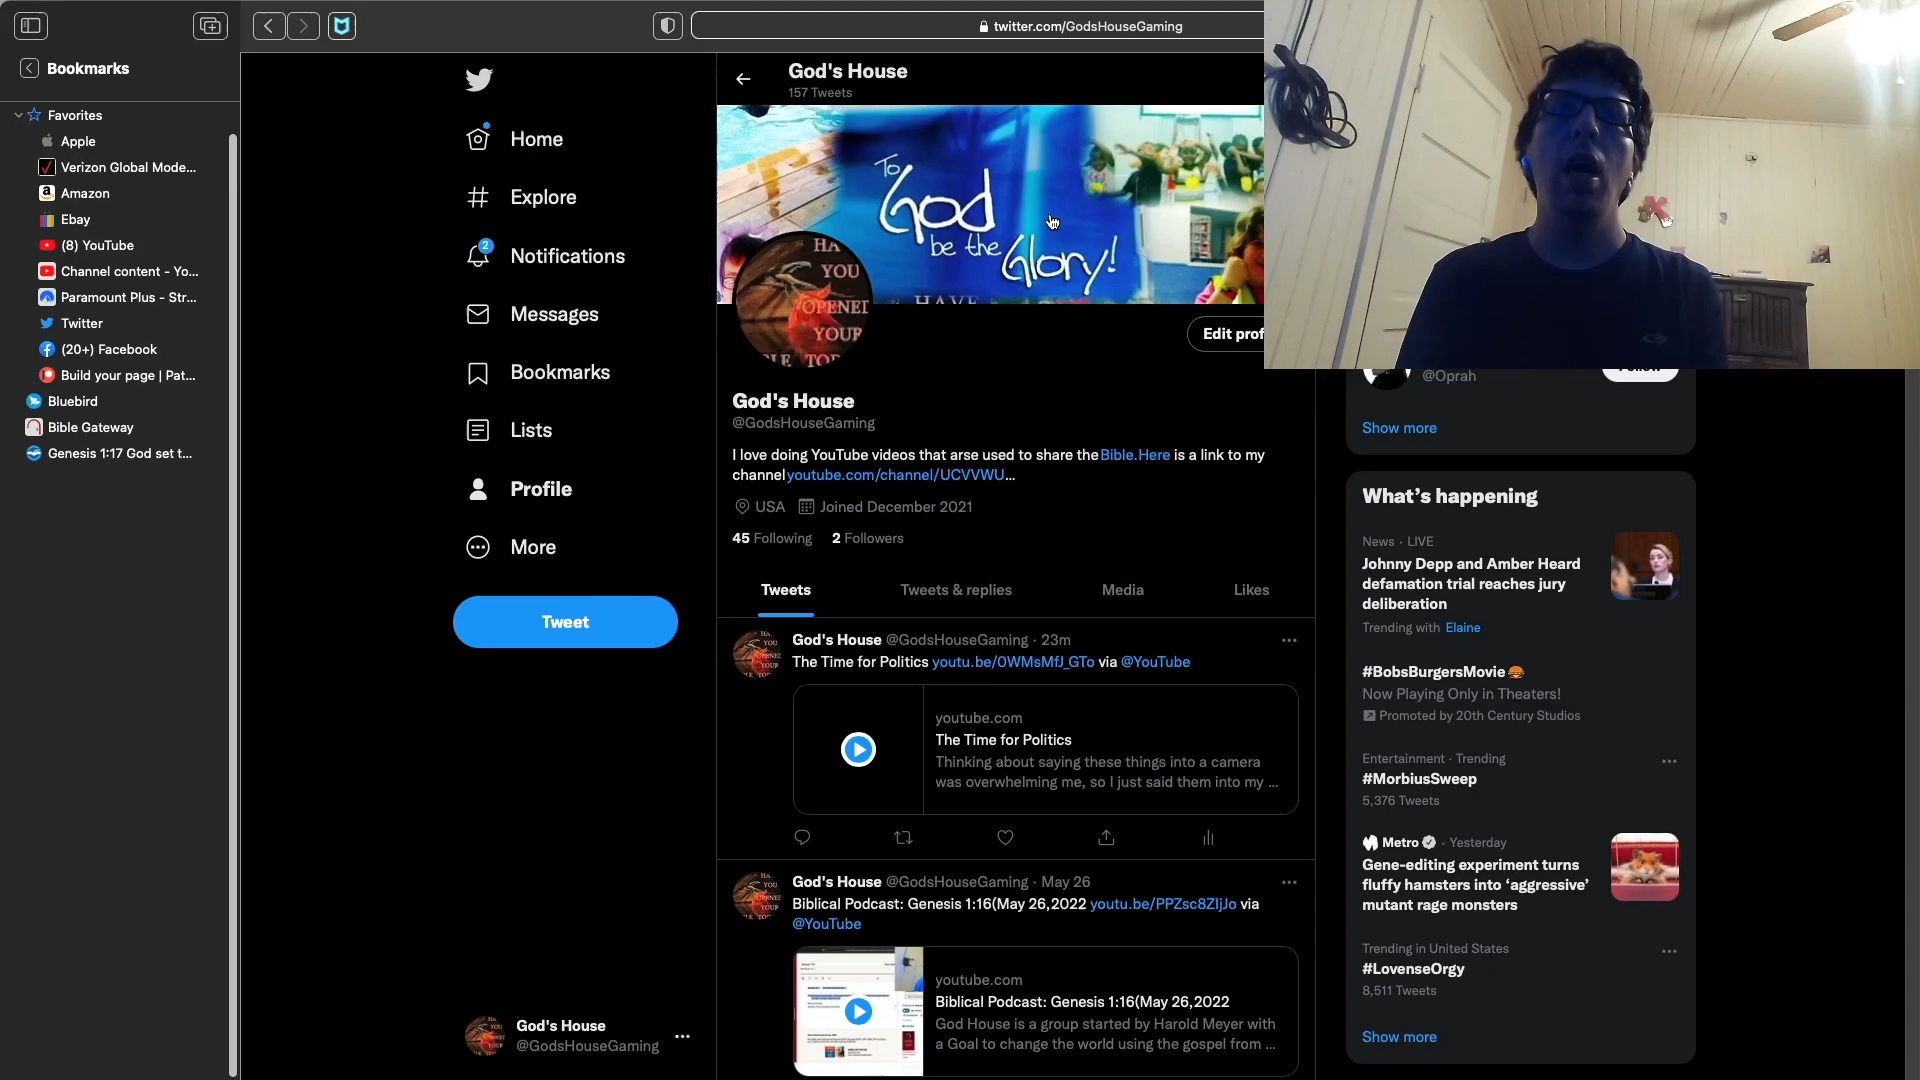 Bookmarks
Favorites
Apple
Verizon Global Mode...
Amazon
Ebay
(8) YouTube
Channel content - Yo...
Paramount Plus - Str...
Twitter
(20+) Facebook
Build your page | Pat...
Bluebird
Bible Gateway
Genesis 1:17 God set t...
twitter.com/GodsHouseGaming
Home
Explore
2
Notifications
Messages
Bookmarks
Lists
Profile
More
Tweet
God's House
@GodsHouseGaming
God's House
157 Tweets
To
God
be the
Glory!
HAVE
HA
YOU
OPENED
YOUR
Edit prof
God's House
@GodsHouseGaming
I love doing YouTube videos that arse used to share the Bible.Here is a link to my
channel youtube.com/channel/UCVVWU...
USA Joined December 2021
45 Following 2 Followers
Tweets Tweets & replies Media Likes
God's House @GodsHouseGaming · 23m
The Time for Politics youtu.be/0WMsMfJ_GTo via @YouTube
youtube.com
The Time for Politics
Thinking about saying these things into a camera
was overwhelming me, so I just said them into my ...
God's House @GodsHouseGaming · May 26
Biblical Podcast: Genesis 1:16(May 26,2022 youtu.be/PPZsc8ZIjJo via
@YouTube
youtube.com
Biblical Podcast: Genesis 1:16(May 26,2022
God House is a group started by Harold Meyer with
a Goal to change the world using the gospel from ...
@Oprah
Show more
What's happening
News · LIVE
Johnny Depp and Amber Heard
defamation trial reaches jury
deliberation
Trending with Elaine
#BobsBurgersMovie
Now Playing Only in Theaters!
Promoted by 20th Century Studios
Entertainment · Trending
#MorbiusSweep
5,376 Tweets
Metro · Yesterday
Gene-editing experiment turns
fluffy hamsters into ‘aggressive’
mutant rage monsters
Trending in United States
#LovenseOrgy
8,511 Tweets
Show more